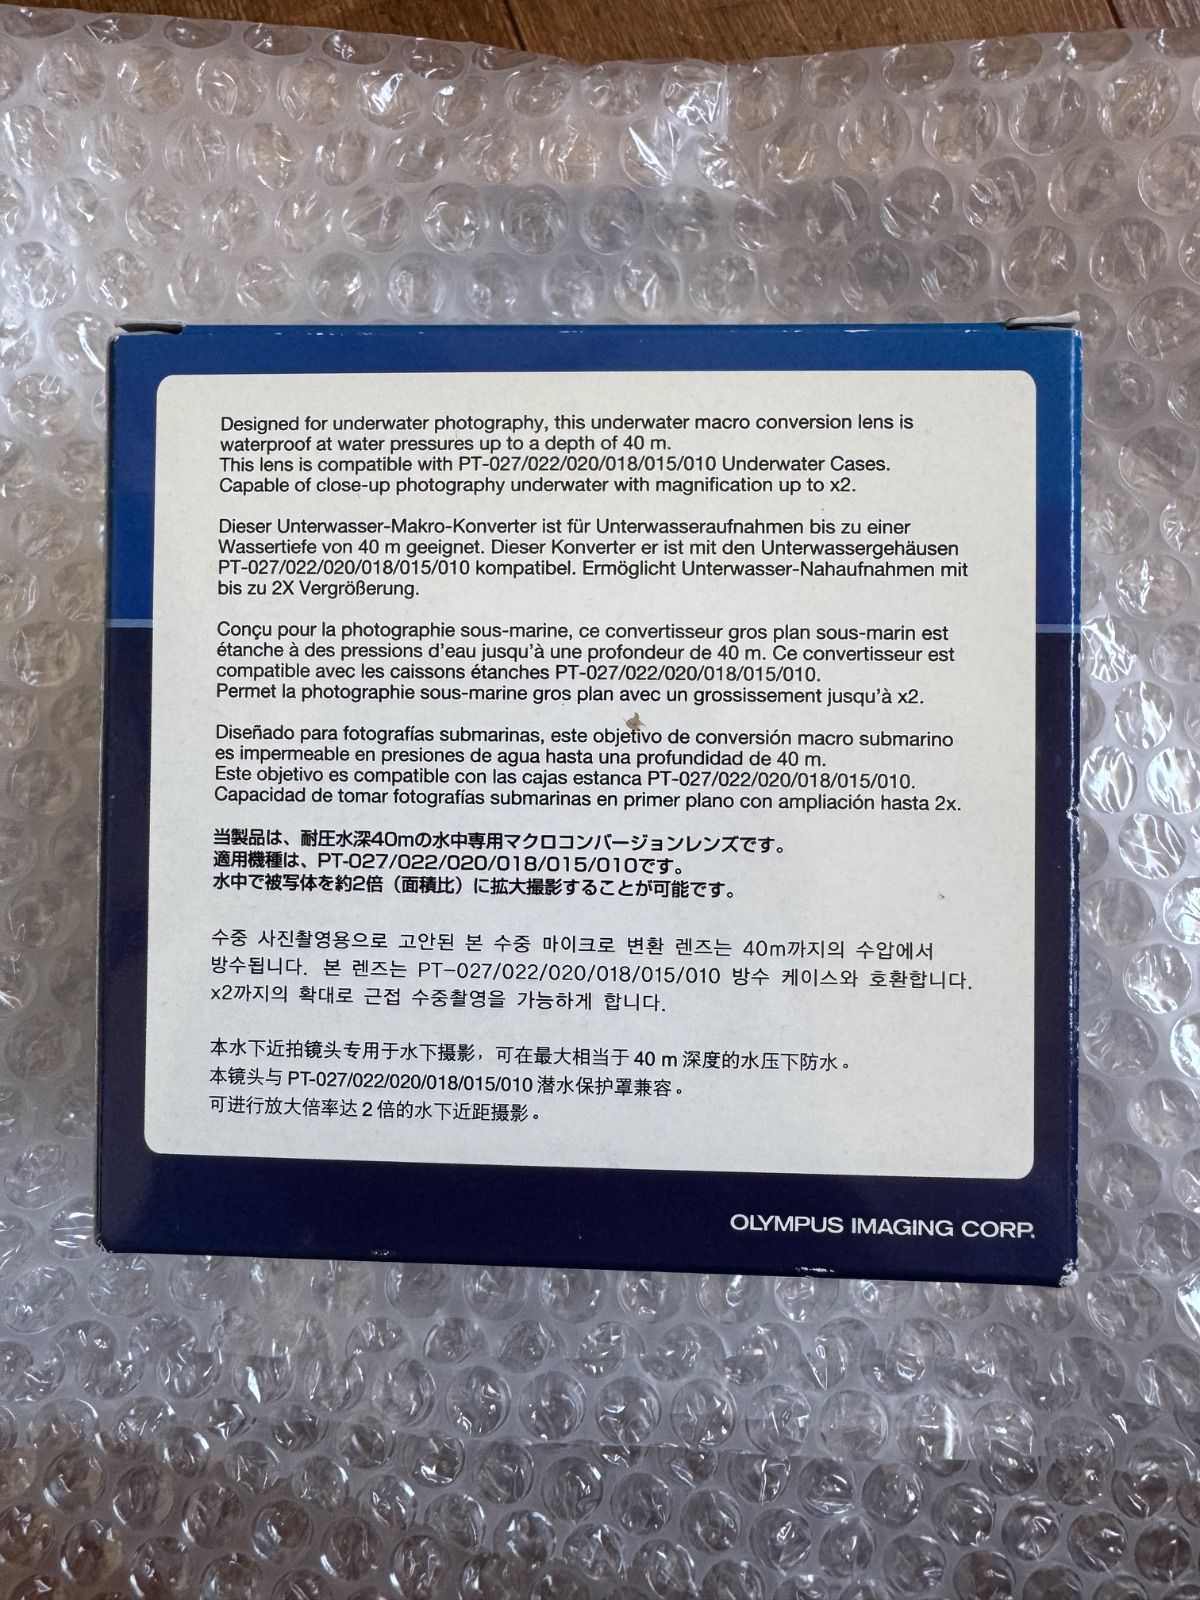 Designed for underwater photography, this underwater macro conversion lens is
waterproof at water pressures up to a depth of 40 m.
This lens is compatible with PT-027/022/020/018/015/010 Underwater Cases.
Capable of close-up photography underwater with magnification up to x2.
Dieser Unterwasser-Makro-Konverter ist für Unterwasseraufnahmen bis zu einer
Wassertiefe von 40 m geeignet. Dieser Konverter er ist mit den Unterwassergehäusen
PT-027/022/020/018/015/010 kompatibel. Ermöglicht Unterwasser-Nahaufnahmen mit
bis zu 2X Vergrößerung.
Conçu pour la photographie sous-marine, ce convertisseur gros plan sous-marin est
étanche à des pressions d'eau jusqu'à une profondeur de 40 m. Ce convertisseur est
compatible avec les caissons étanches PT-027/022/020/018/015/010.
Permet la photographie sous-marine gros plan avec un grossissement jusqu'à x2.
Diseñado para fotografías submarinas, este objetivo de conversión macro submarino
es impermeable en presiones de agua hasta una profundidad de 40 m.
Este objetivo es compatible con las cajas estanca PT-027/022/020/018/015/010.
Capacidad de tomar fotografías submarinas en primer plano con ampliación hasta 2x.
当製品は、耐圧水深40mの水中専用マクロコンバージョンレンズです。
適用機種は、PT-027/022/020/018/015/010です。
水中で被写体を約2倍（面積比）に拡大撮影することが可能です。
수중 사진촬영용으로 고안된 본 수중 마이크로 변환 렌즈는 40m까지의 수압에서
방수됩니다. 본 렌즈는 PT-027/022/020/018/015/010 방수 케이스와 호환합니다.
x2까지의 확대로 근접 수중촬영을 가능하게 합니다.
本水下近拍镜头专用于水下摄影，可在最大相当于 40 m 深度的水压下防水。
本镜头与 PT-027/022/020/018/015/010 潜水保护罩兼容。
可进行放大倍率达 2 倍的水下近距摄影。
OLYMPUS IMAGING CORP.